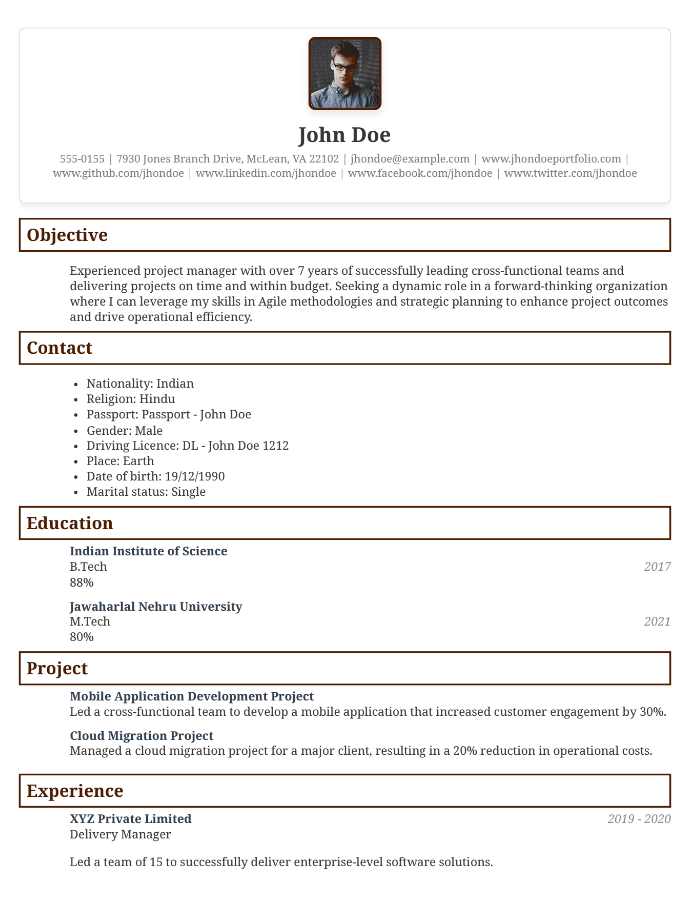 John Doe
555-0155 | 7930 Jones Branch Drive, McLean, VA 22102 | jhondoe@example.com | www.jhondoeportfolio.com |
www.github.com/jhondoe | www.linkedin.com/jhondoe | www.facebook.com/jhondoe | www.twitter.com/jhondoe
Objective
Experienced project manager with over 7 years of successfully leading cross-functional teams and
delivering projects on time and within budget. Seeking a dynamic role in a forward-thinking organization
where I can leverage my skills in Agile methodologies and strategic planning to enhance project outcomes
and drive operational efficiency.
Contact
• Nationality: Indian
• Religion: Hindu
• Passport: Passport - John Doe
• Gender: Male
• Driving Licence: DL - John Doe 1212
• Place: Earth
• Date of birth: 19/12/1990
• Marital status: Single
Education
Indian Institute of Science
B.Tech 2017
88%
Jawaharlal Nehru University
M.Tech 2021
80%
Project
Mobile Application Development Project
Led a cross-functional team to develop a mobile application that increased customer engagement by 30%.
Cloud Migration Project
Managed a cloud migration project for a major client, resulting in a 20% reduction in operational costs.
Experience
XYZ Private Limited 2019 - 2020
Delivery Manager
Led a team of 15 to successfully deliver enterprise-level software solutions.